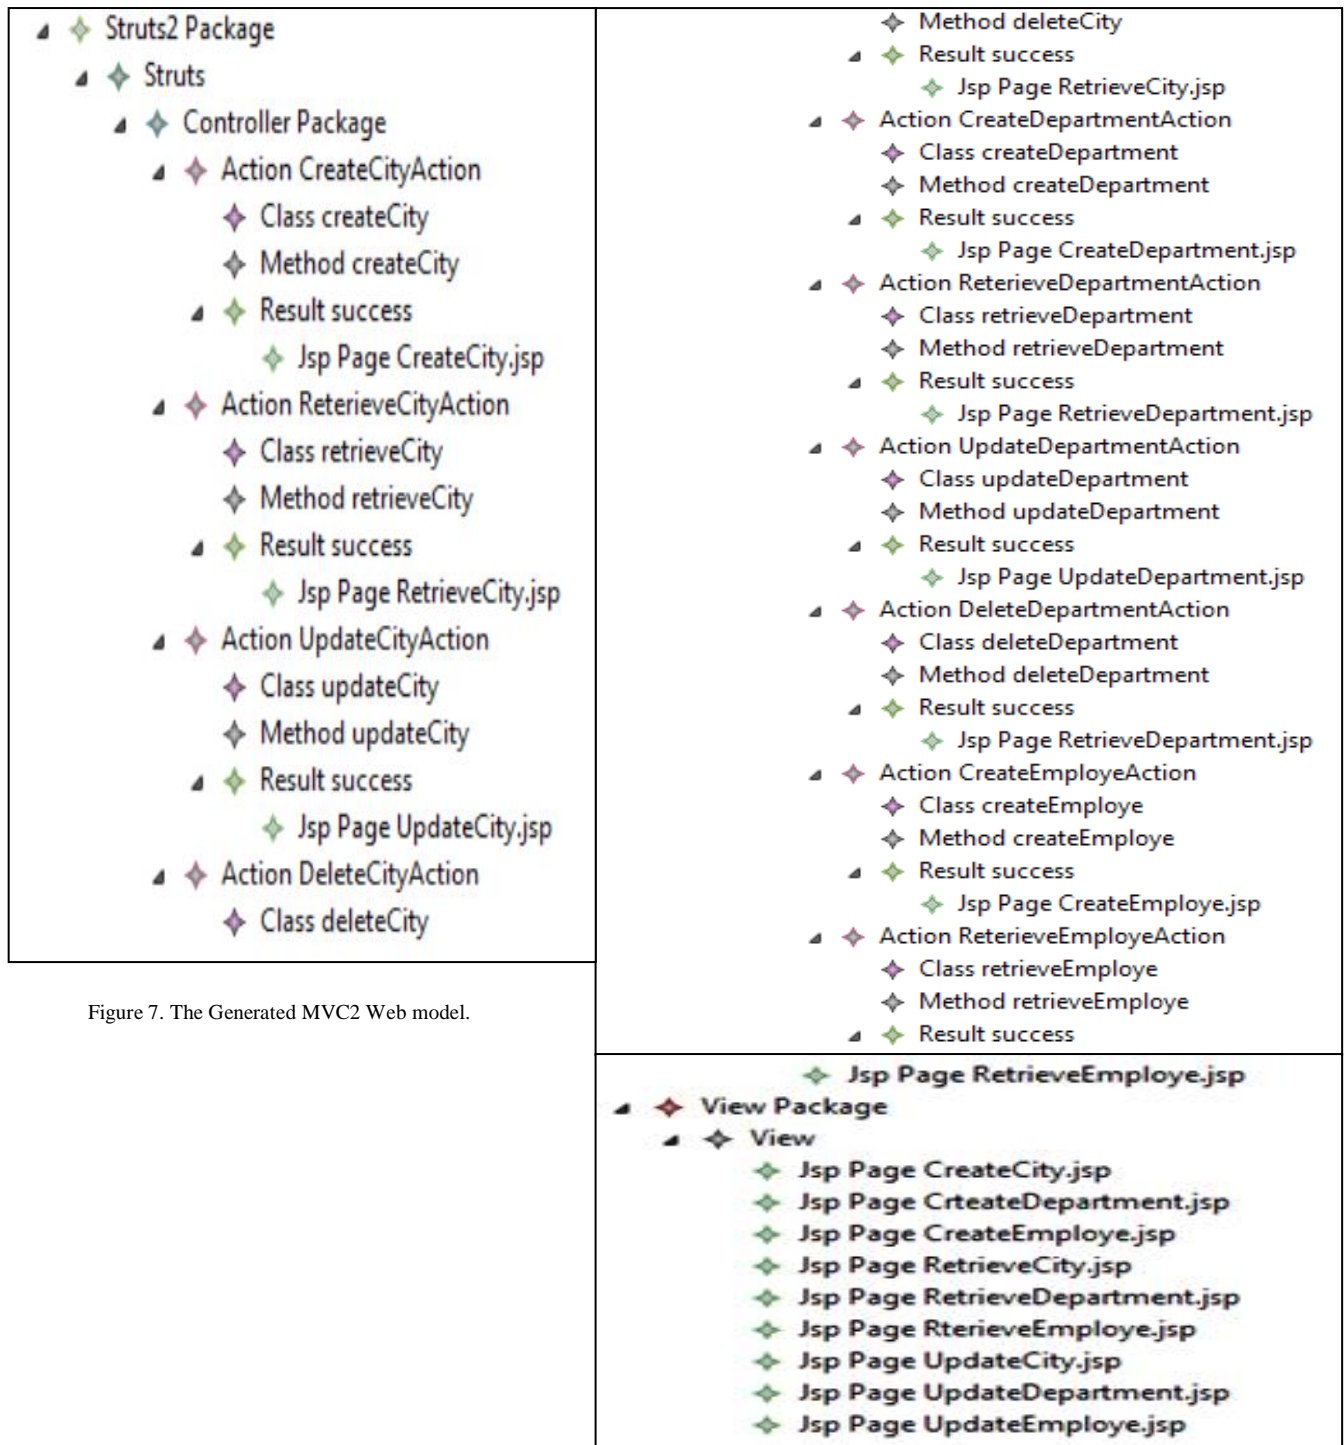 Struts2 Package
Struts
Controller Package
Action CreateCityAction
Class createCity
Method createCity
Result success
Jsp Page CreateCity.jsp
Action ReterieveCityAction
Class retrieveCity
Method retrieveCity
Result success
Jsp Page RetrieveCity.jsp
Action UpdateCityAction
Class updateCity
Method updateCity
Result success
Jsp Page UpdateCity.jsp
Action DeleteCityAction
Class deleteCity
Figure 7. The Generated MVC2 Web model.
Method deleteCity
Result success
Jsp Page RetrieveCity.jsp
Action CreateDepartmentAction
Class createDepartment
Method createDepartment
Result success
Jsp Page CreateDepartment.jsp
Action ReterieveDepartmentAction
Class retrieveDepartment
Method retrieveDepartment
Result success
Jsp Page RetrieveDepartment.jsp
Action UpdateDepartmentAction
Class updateDepartment
Method updateDepartment
Result success
Jsp Page UpdateDepartment.jsp
Action DeleteDepartmentAction
Class deleteDepartment
Method deleteDepartment
Result success
Jsp Page RetrieveDepartment.jsp
Action CreateEmployeAction
Class createEmploye
Method createEmploye
Result success
Jsp Page CreateEmploye.jsp
Action ReterieveEmployeAction
Class retrieveEmploye
Method retrieveEmploye
Result success
Jsp Page RetrieveEmploye.jsp
View Package
View
Jsp Page CreateCity.jsp
Jsp Page CrteateDepartment.jsp
Jsp Page CreateEmploye.jsp
Jsp Page RetrieveCity.jsp
Jsp Page RetrieveDepartment.jsp
Jsp Page RterieveEmploye.jsp
Jsp Page UpdateCity.jsp
Jsp Page UpdateDepartment.jsp
Jsp Page UpdateEmploye.jsp